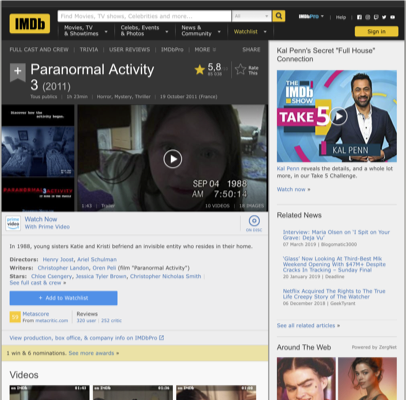 IMDb
Find Movies, TV shows, Celebrities and more...
All
Movies, TV
& Showtimes
Celebs, Events
& Photos
News &
Community
Watchlist
IMDbPro
Help
Sign in
FULL CAST AND CREW | TRIVIA | USER REVIEWS | IMDbPro | MORE
SHARE
Paranormal Activity
3 (2011)
5,8
Rate
This
Tous publics | 1h 23min | Horror, Mystery, Thriller | 19 October 2011 (France)
SEP 04 1988
AM 7:50:14
1:43 | Trailer
10 VIDEOS
Watch Now
With Prime Video
ON DISC
In 1988, young sisters Katie and Kristi befriend an invisible entity who resides in their home.
Directors: Henry Joost, Ariel Schulman
Writers: Christopher Landon, Oren Peli (film "Paranormal Activity")
Stars: Chloe Csengery, Jessica Tyler Brown, Christopher Nicholas Smith |
See full cast & crew »
+ Add to Watchlist
Metascore
From metacritic.com
Reviews
320 user | 252 critic
View production, box office, & company info on IMDbPro
1 win & 6 nominations. See more awards »
Videos
Kal Penn's Secret "Full House"
Connection
THE
IMDb
SHOW
TAKE 5
KAL PENN
Kal Penn reveals the details, and a whole lot
more, in our Take 5 Challenge.
Watch now »
Related News
Interview: Maria Olsen on 'I Spit on Your
Grave: Deja Vu'
07 March 2019 | Blogomatic3000
'Glass' Now Looking At Third-Best Mlk
Weekend Opening With $47M+ Despite
Cracks In Tracking – Sunday Final
20 January 2019 | Deadline
Netflix Acquired The Rights to The True
Life Creepy Story of The Watcher
06 December 2018 | GeekTyrant
See all related articles »
Around The Web
Powered by ZergNet